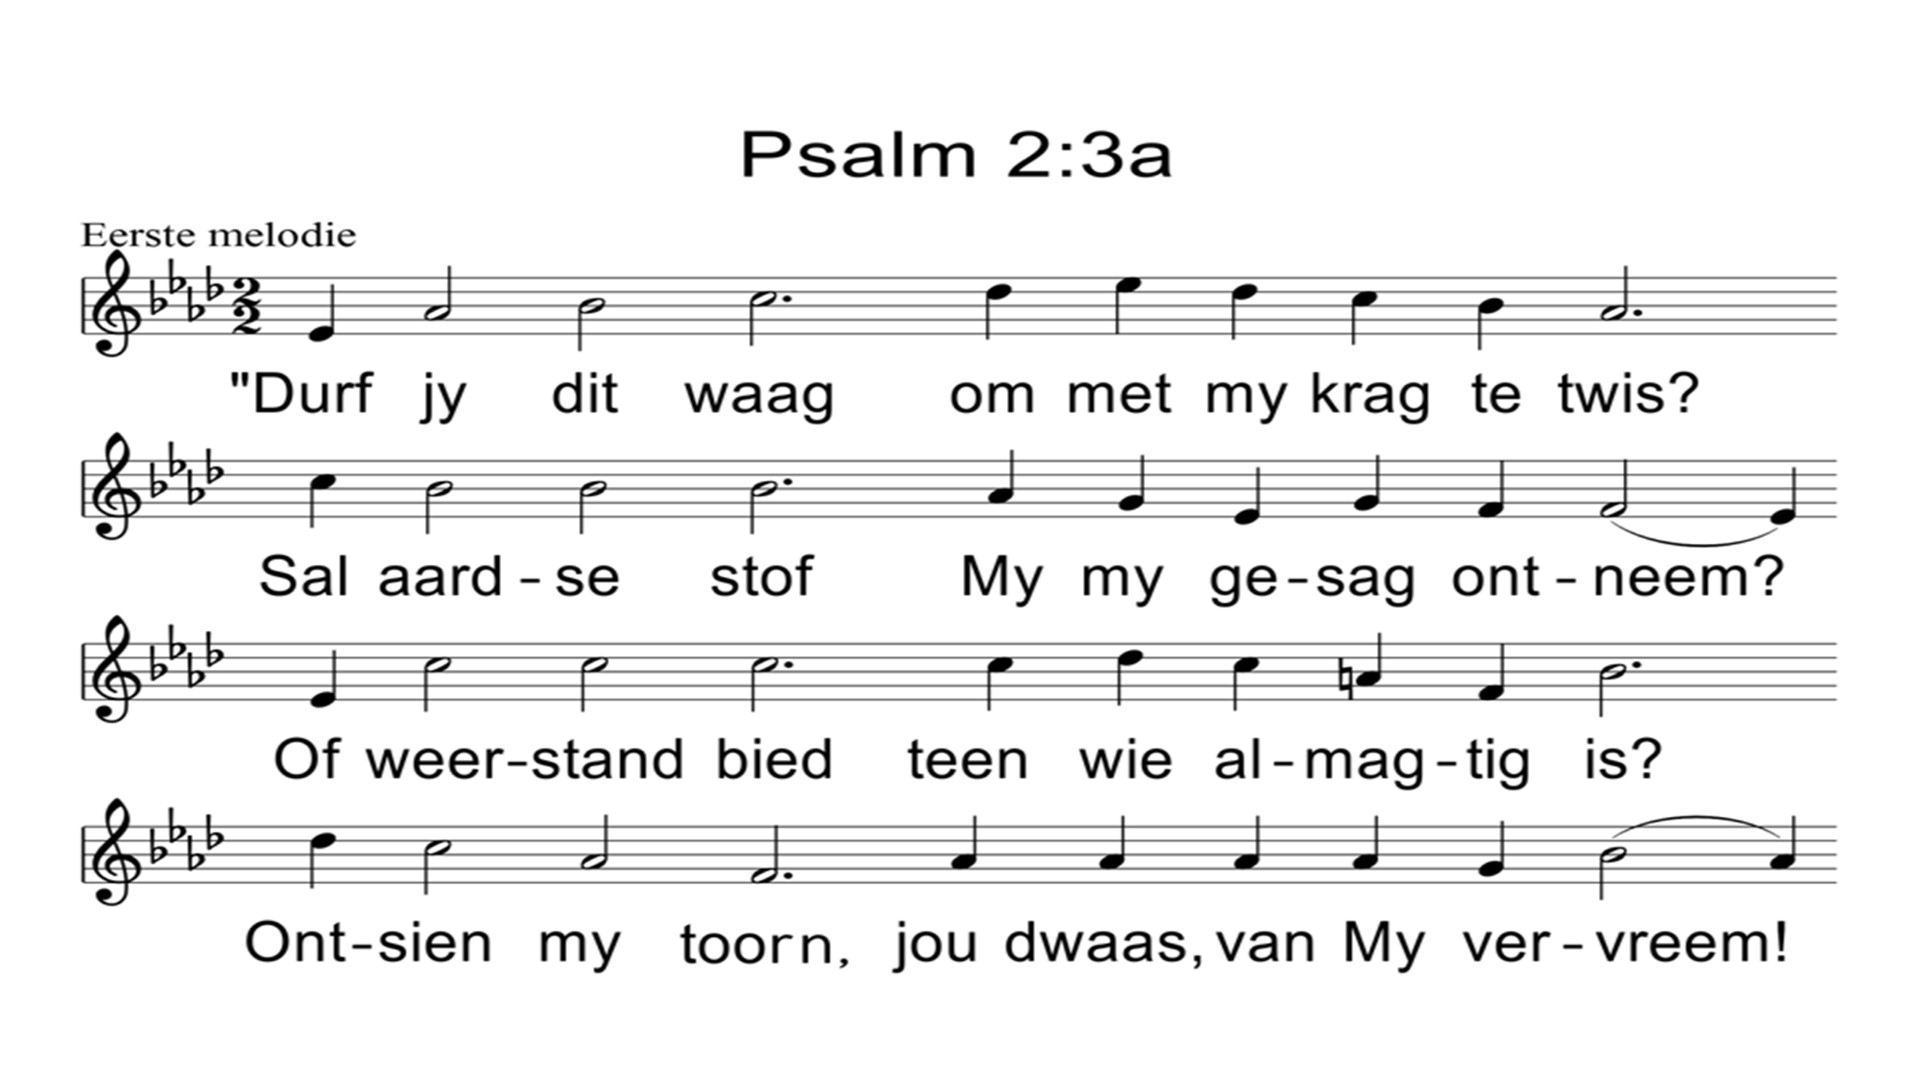 Psalm 2:3a
Eerste melodie
2
2
"Durf jy dit waag om met my krag te twis?
Sal aard-se stof My my ge-sag ont-neem?
Of weer-stand bied teen wie al-mag-tig is?
Ont-sien my toorn, jou dwaas, van My ver-vreem!